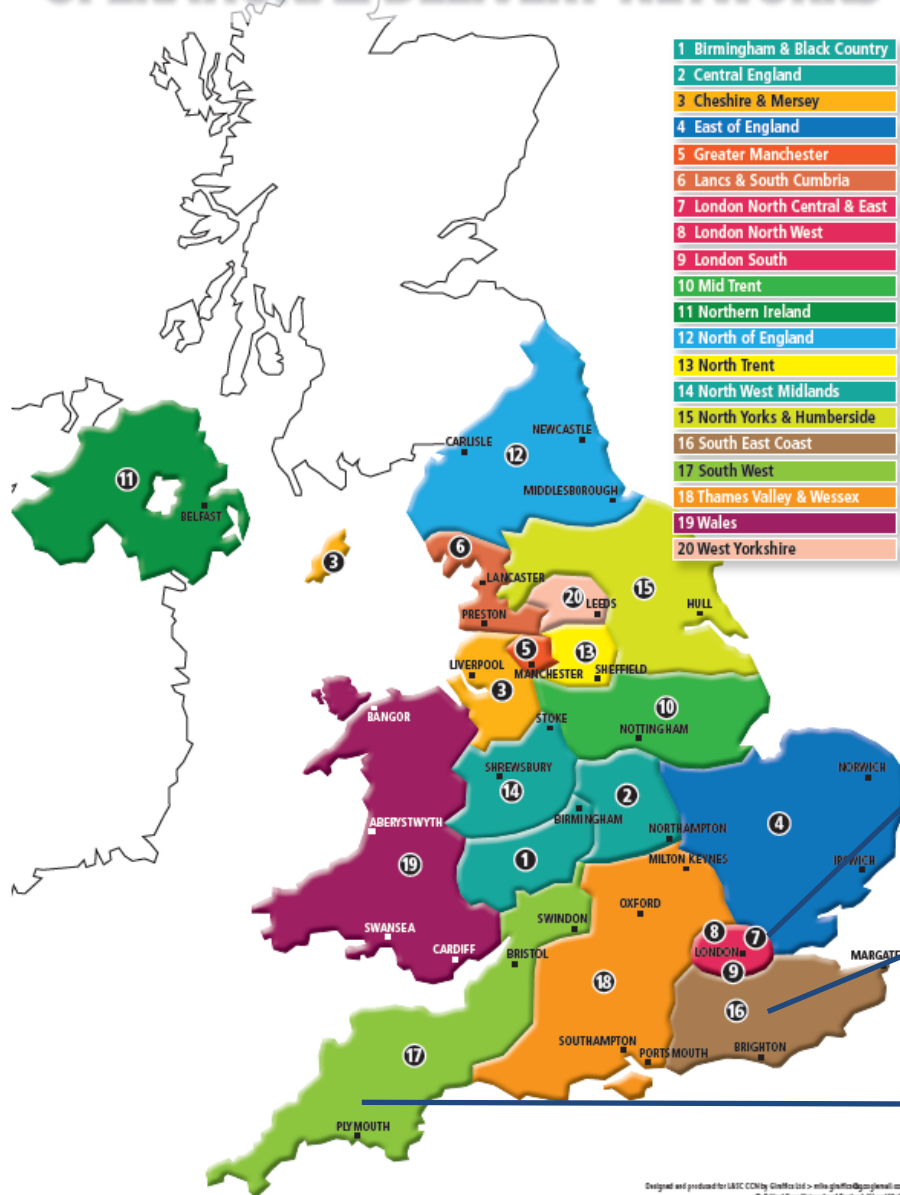 1 Birmingham & Black Country
2 Central England
3 Cheshire & Mersey
4 East of England
5 Greater Manchester
6 Lancs & South Cumbria
7 London North Central & East
8 London North West
9 London South
10 Mid Trent
11 Northern Ireland
12 North of England
13 North Trent
14 North West Midlands
15 North Yorks & Humberside
16 South East Coast
17 South West
18 Thames Valley & Wessex
19 Wales
20 West Yorkshire
NEWCASTLE
CARLISLE
12
11
MIDDLESBOROUGH
BELFAST
6
3
LANCASTER
20
LEEDS
15
HULL
PRESTON
5
13
LIVERPOOL
MANCHESTER
SHEFFIELD
3
10
BANGOR
STOKE
NOTTINGHAM
SHREWSBURY
NORWICH
14
2
BIRMINGHAM
ABERYSTWYTH
NORTHAMPTON
4
19
1
MILTON KEYNES
IPSWICH
OXFORD
SWINDON
SWANSEA
8
7
CARDIFF
BRISTOL
LONDON
MARGATE
9
18
16
SOUTHAMPTON
PORTSMOUTH
BRIGHTON
17
PLYMOUTH
Designed and produced for